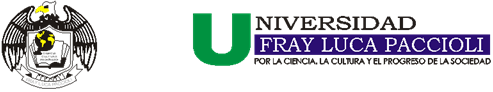 UNIVERSIDAD
FRAY LUCA PACCIOLI
POR LA CIENCIA, LA CULTURA Y EL PROGRESO DE LA SOCIEDAD